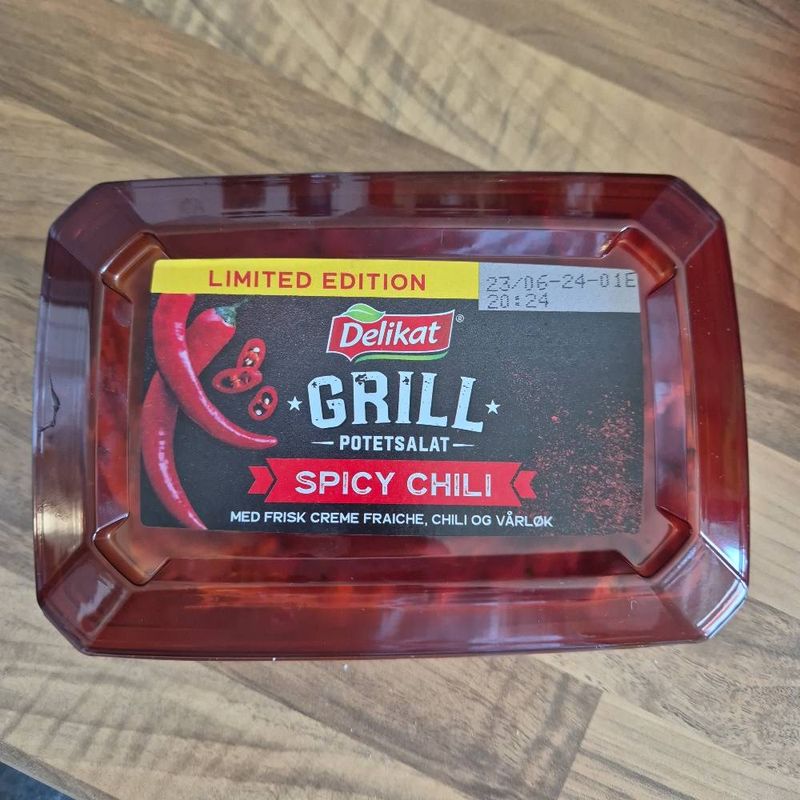 LIMITED EDITION
23/06-24-01E
20:24
Delikat®
GRILL
POTETSALAT
SPICY CHILI
MED FRISK CREME FRAICHE, CHILI OG VÅRLØK